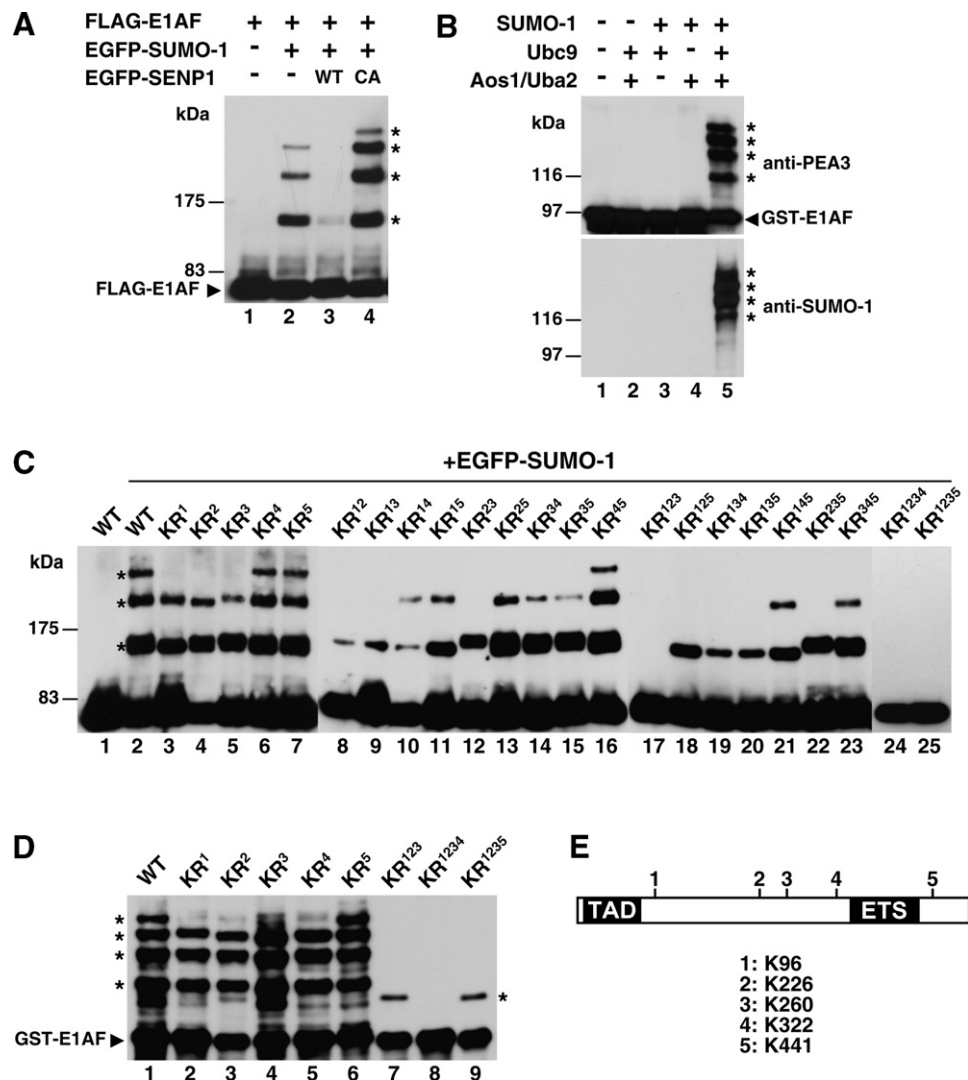 A
FLAG-E1AF + + + +
EGFP-SUMO-1 - + + +
EGFP-SENP1 - - WT CA
kDa
175
83
FLAG-E1AF
* * * *
1 2 3 4
B
SUMO-1 - - + + +
Ubc9 - + + - +
Aos1/Uba2 - + - + +
kDa
116
97
* * * *
anti-PEA3
GST-E1AF
116
97
* * * *
anti-SUMO-1
1 2 3 4 5
C
+EGFP-SUMO-1
WT WT KR1 KR2 KR3 KR4 KR5 KR12 KR13 KR14 KR15 KR23 KR25 KR34 KR35 KR45 KR123 KR125 KR134 KR135 KR145 KR235 KR345 KR1234 KR1235
kDa
175
83
* * *
1 2 3 4 5 6 7 8 9 10 11 12 13 14 15 16 17 18 19 20 21 22 23 24 25
D
WT KR1 KR2 KR3 KR4 KR5 KR123 KR1234 KR1235
* * * *
*
GST-E1AF
1 2 3 4 5 6 7 8 9
E
1 2 3 4 5
TAD ETS
1: K96
2: K226
3: K260
4: K322
5: K441